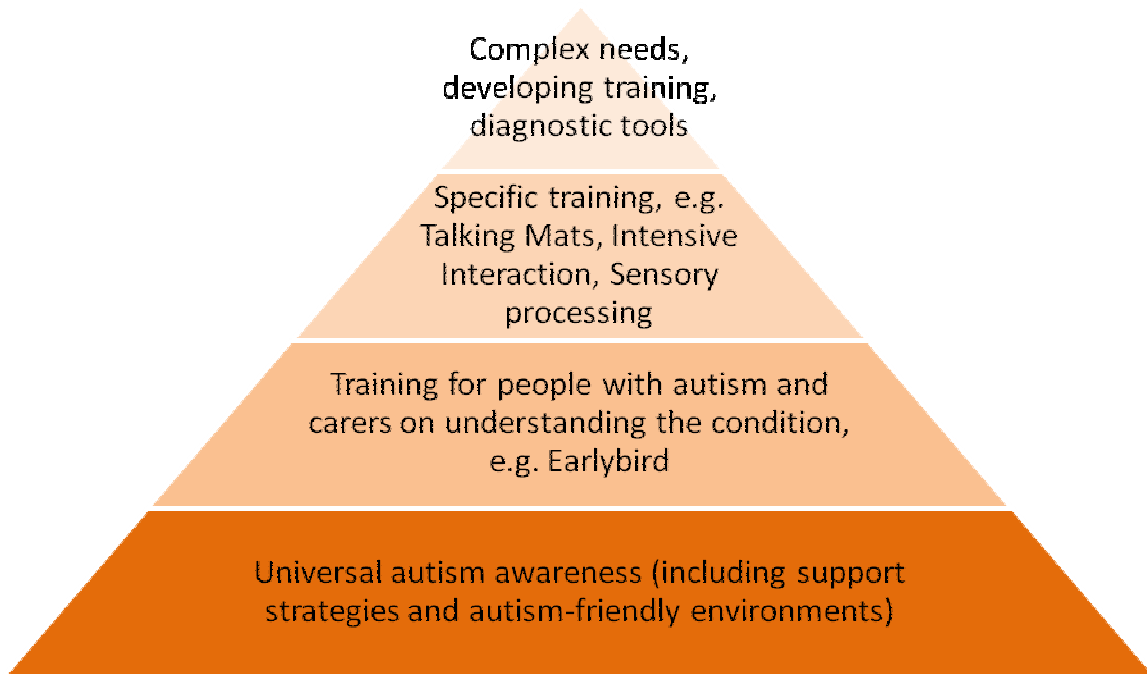 Complex needs,
developing training,
diagnostic tools
Specific training, e.g.
Talking Mats, Intensive
Interaction, Sensory
processing
Training for people with autism and
carers on understanding the condition,
e.g. Earlybird
Universal autism awareness (including support
strategies and autism-friendly environments)